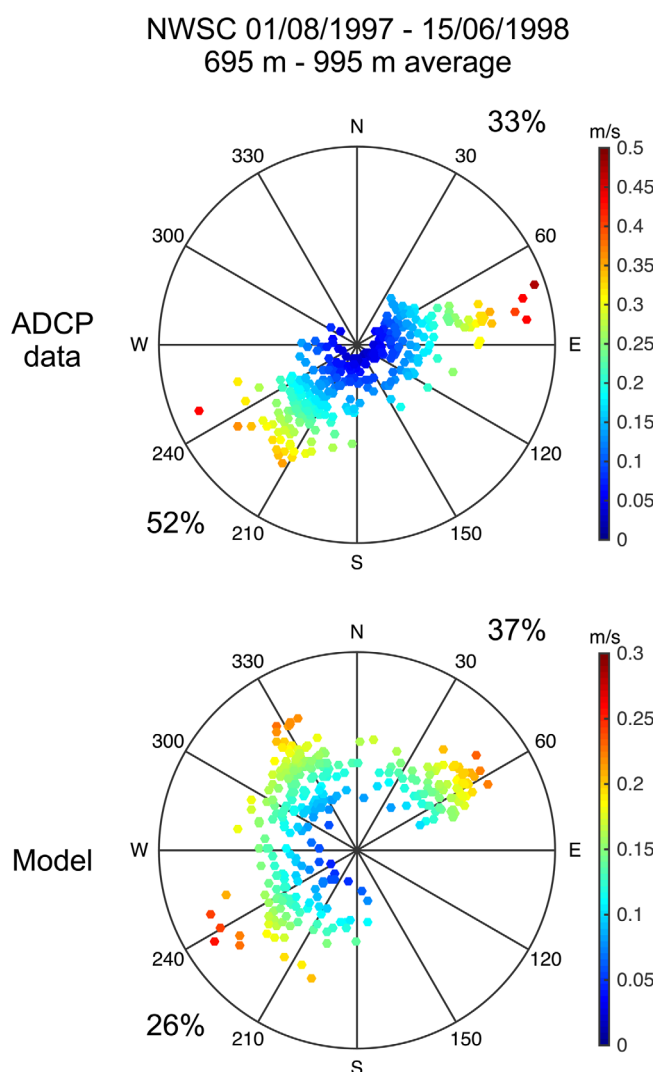 NWSC 01/08/1997 - 15/06/1998
695 m - 995 m average
33%
N
m/s
330
30
0.5
0.45
300
60
0.4
0.35
0.3
ADCP
data
W
E
0.25
0.2
0.15
240
120
0.1
52%
210
150
0.05
S
0
37%
N
m/s
330
30
0.3
0.25
300
60
0.2
Model
W
E
0.15
0.1
240
120
0.05
26%
210
150
S
0